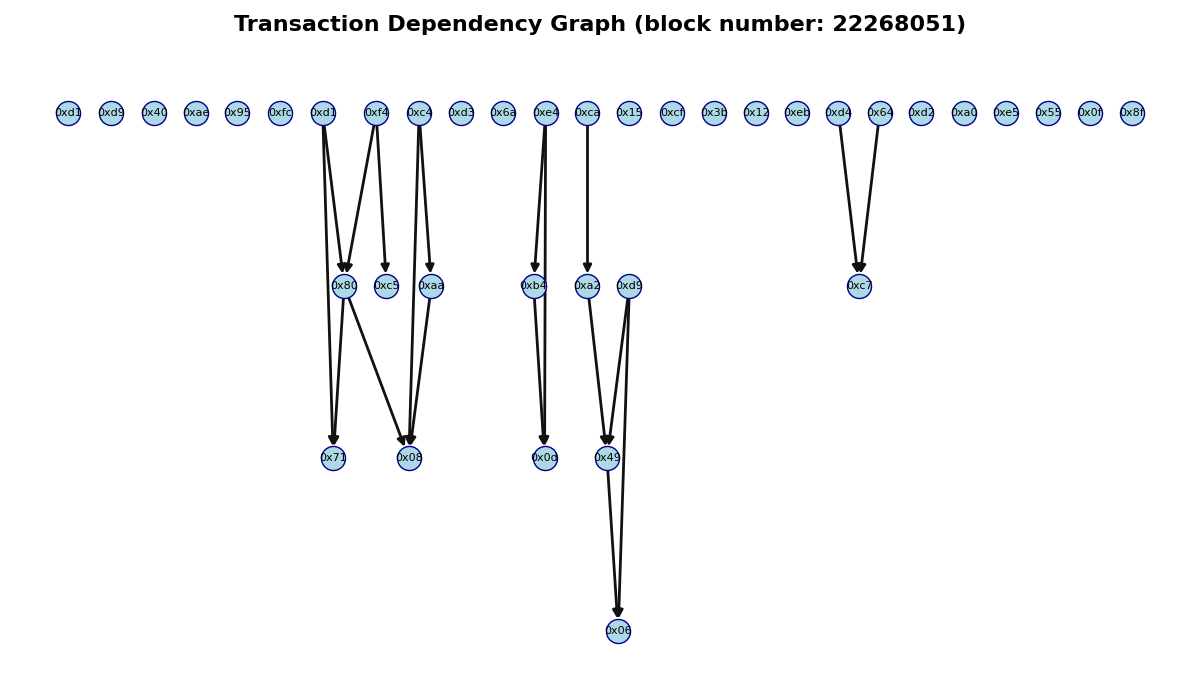 Transaction Dependency Graph (block number: 22268051)
0xd1 0xd9 0x40 0xae 0x95 0xfc 0xd1 0xf4 0xc4 0xd3 0x6a 0xe4 0xca 0x15 0xcf 0x3b 0x12 0xeb 0xd4 0x64 0xd2 0xa0 0xe5 0x55 0x0f 0x8f
0x80 0xc5 0xaa 0xb4 0xa2 0xd9 0xc7
0x71 0x08 0x49
0x06